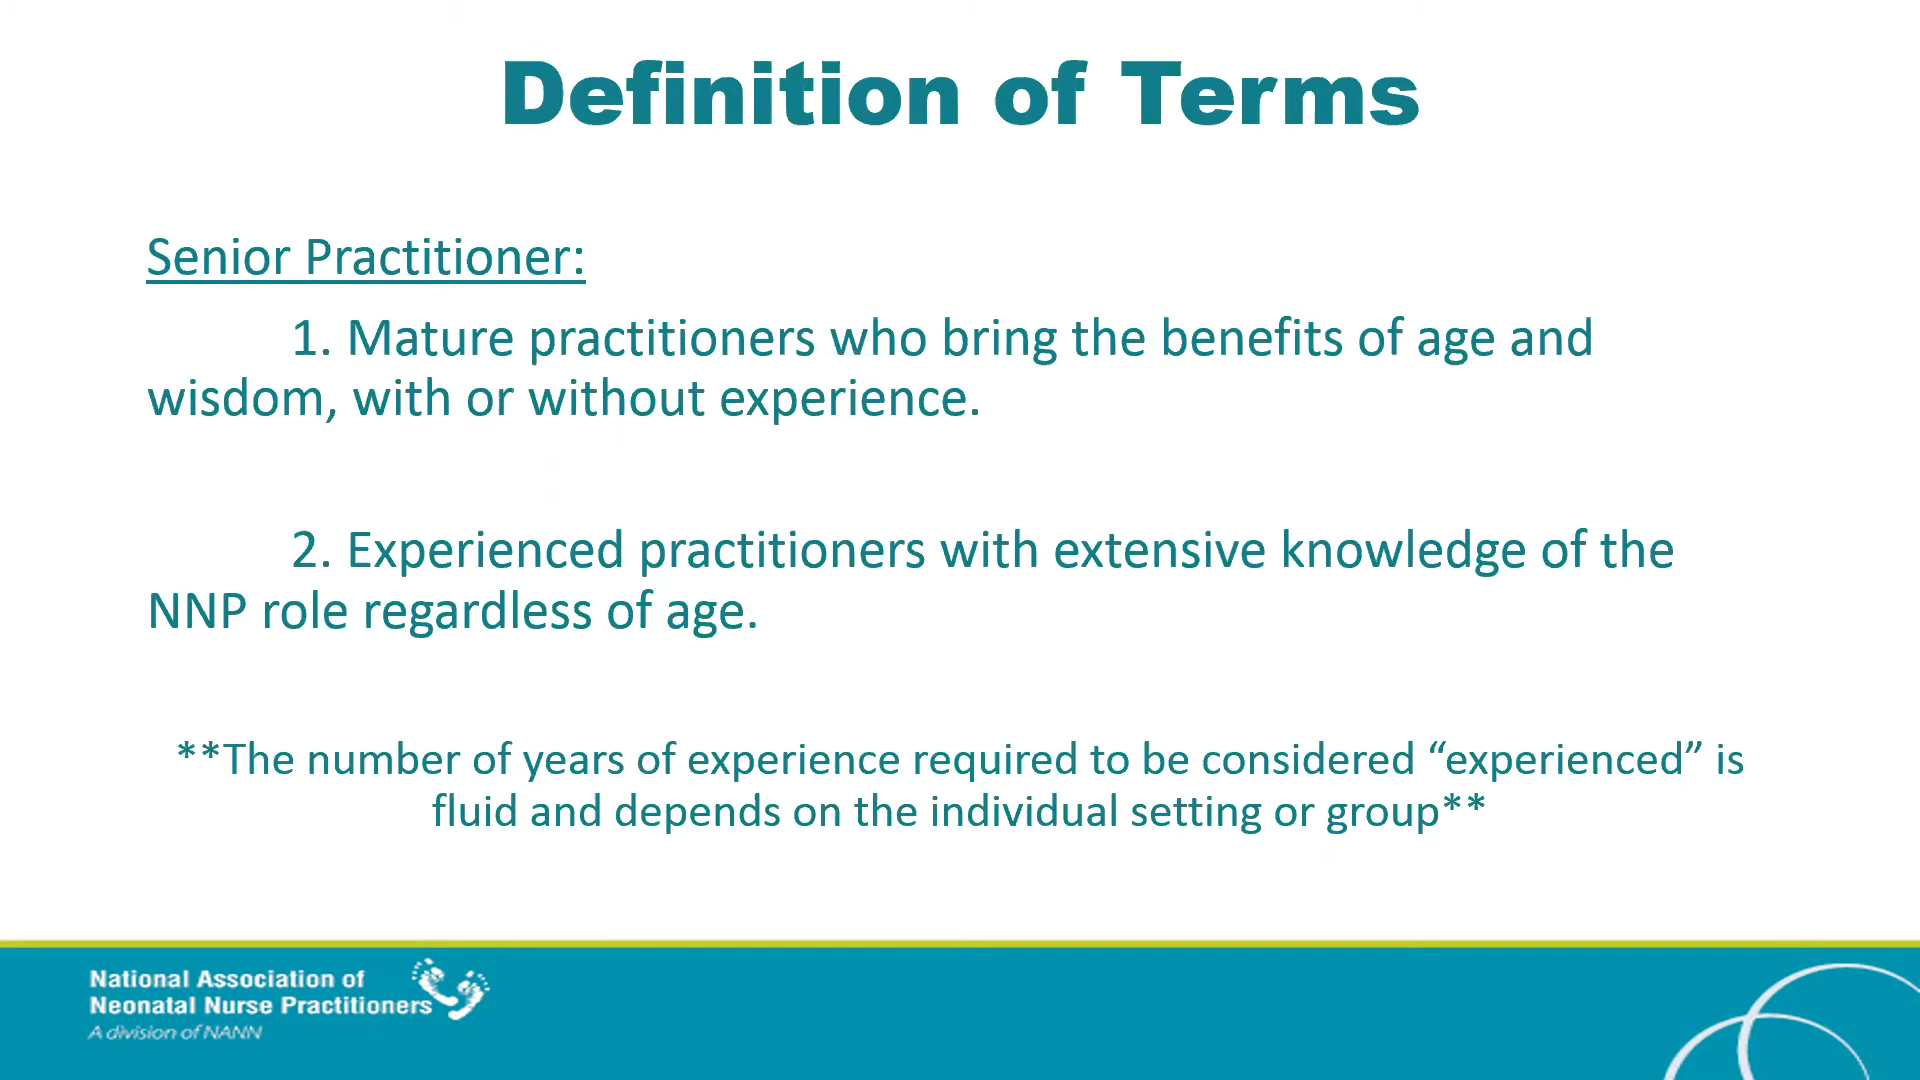 Definition of Terms
Senior Practitioner:
1. Mature practitioners who bring the benefits of age and
wisdom, with or without experience.
2. Experienced practitioners with extensive knowledge of the
NNP role regardless of age.
**The number of years of experience required to be considered “experienced” is
fluid and depends on the individual setting or group**
National Association of
Neonatal Nurse Practitioners
A division of NANN